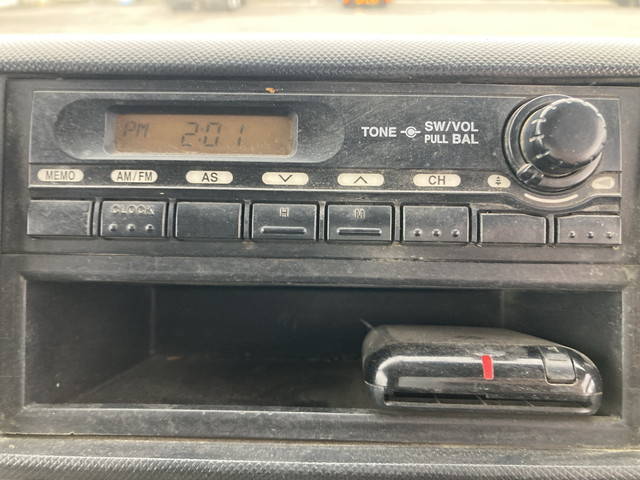 PM 2:01
TONE SW/VOL
PULL BAL
MEMO AM/FM AS CH
CLOCK H M